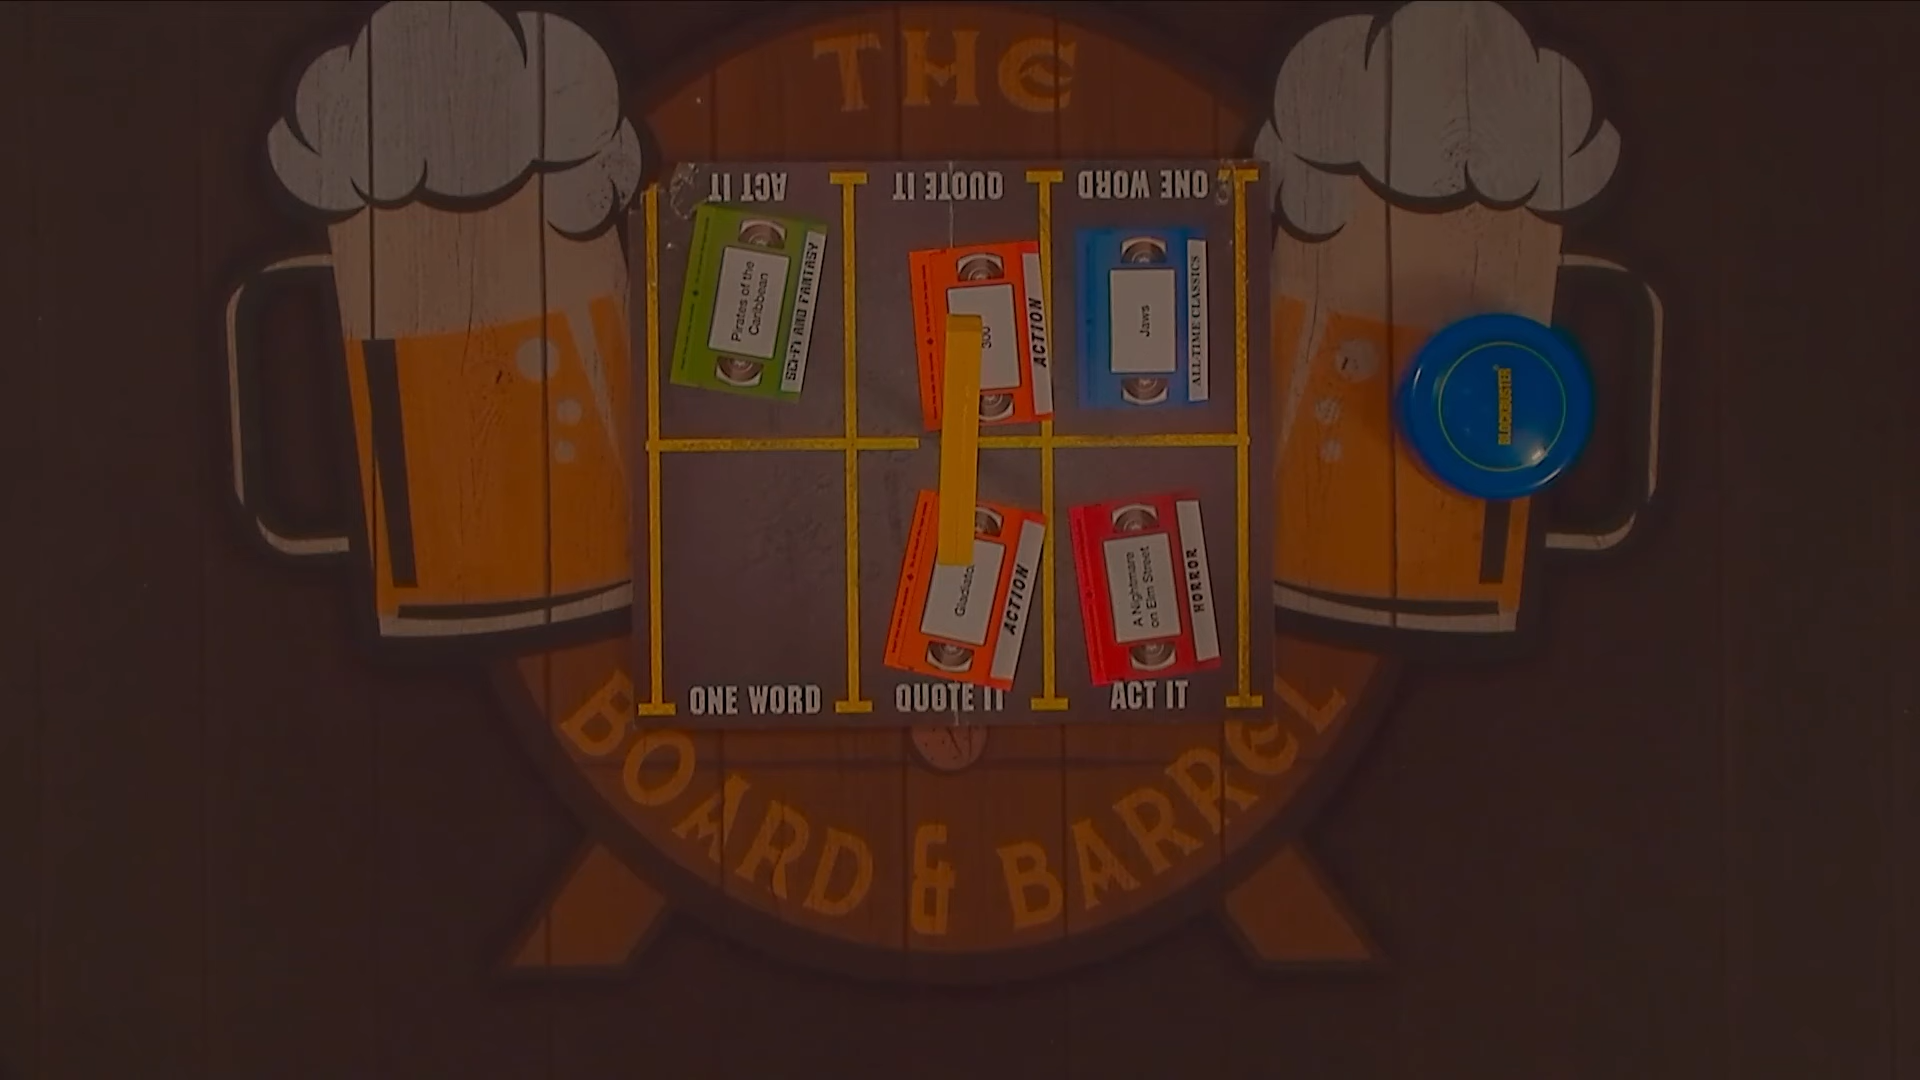 THE
ACT IT
QUOTE IT
ONE WORD
Pirates of the
Caribbean
SCI-FI AND FANTASY
300
ACTION
Jaws
ALL-TIME CLASSICS
BLOCKBUSTER
Gladiator
ACTION
A Nightmare
on Elm Street
HORROR
ONE WORD
QUOTE IT
ACT IT
BOARD & BARREL